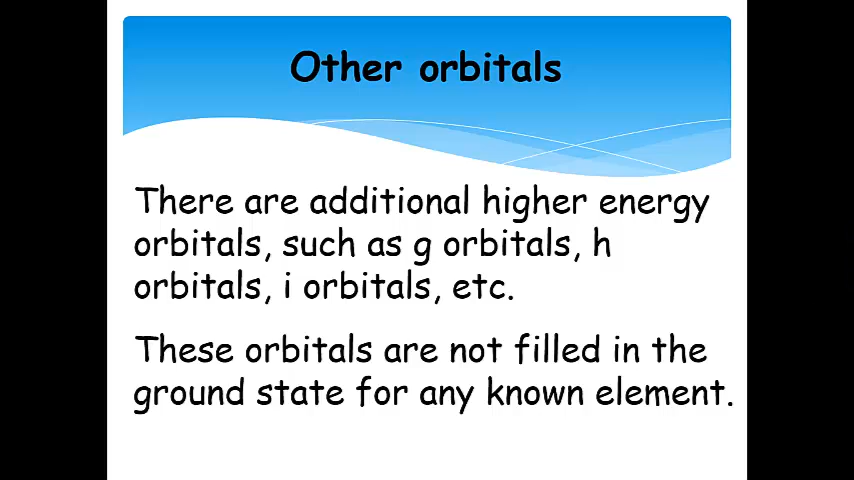 Other orbitals
There are additional higher energy
orbitals, such as g orbitals, h
orbitals, i orbitals, etc.
These orbitals are not filled in the
ground state for any known element.